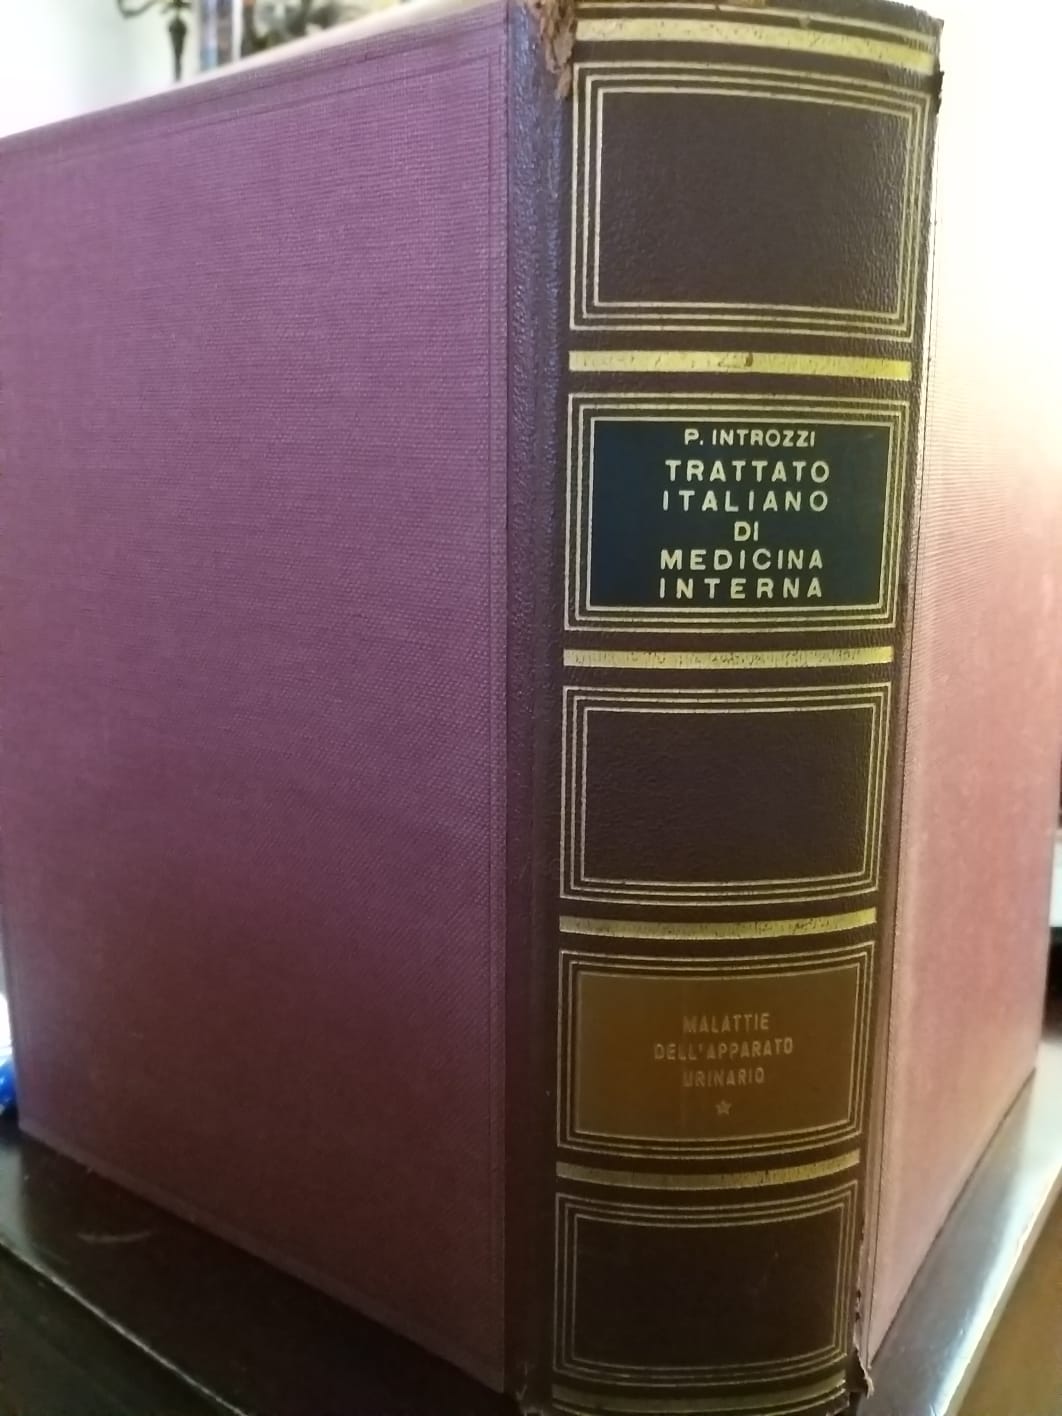 P. INTROZZI
TRATTATO
ITALIANO
DI
MEDICINA
INTERNA
MALATTIE
DELL'APPARATO
URINARIO